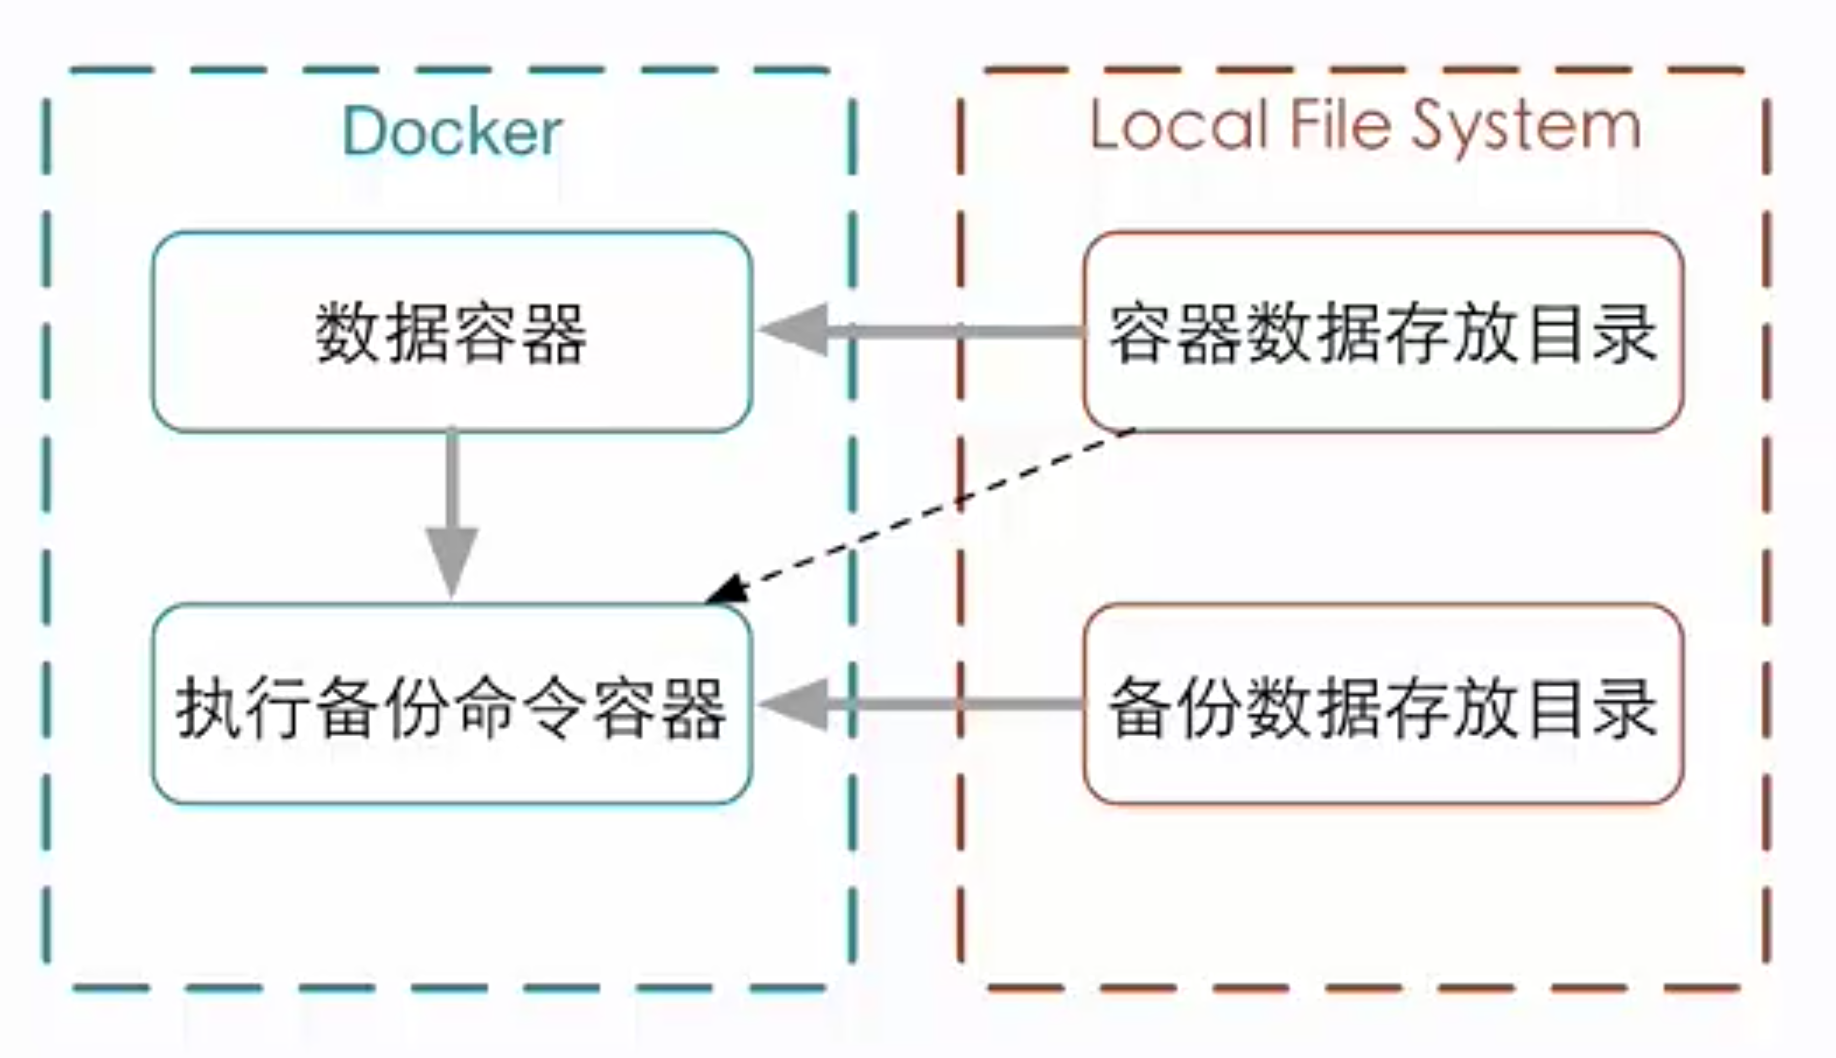 Docker
Local File System
数据容器
容器数据存放目录
执行备份命令容器
备份数据存放目录